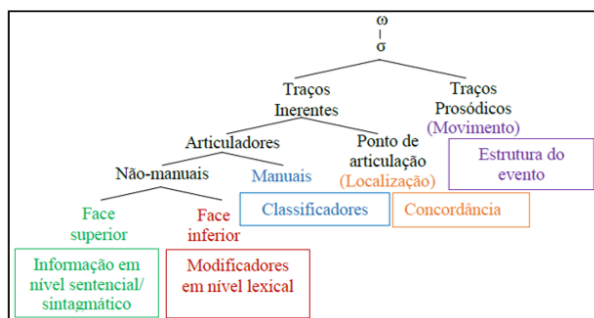 ω
σ
Traços
Inerentes
Traços
Prosódicos
(Movimento)
Articuladores
Ponto de
articulação
(Localização)
Estrutura do
evento
Não-manuais
Manuais
Classificadores
Concordância
Face
superior
Face
inferior
Informação em
nível sentencial/
sintagmático
Modificadores
em nível lexical